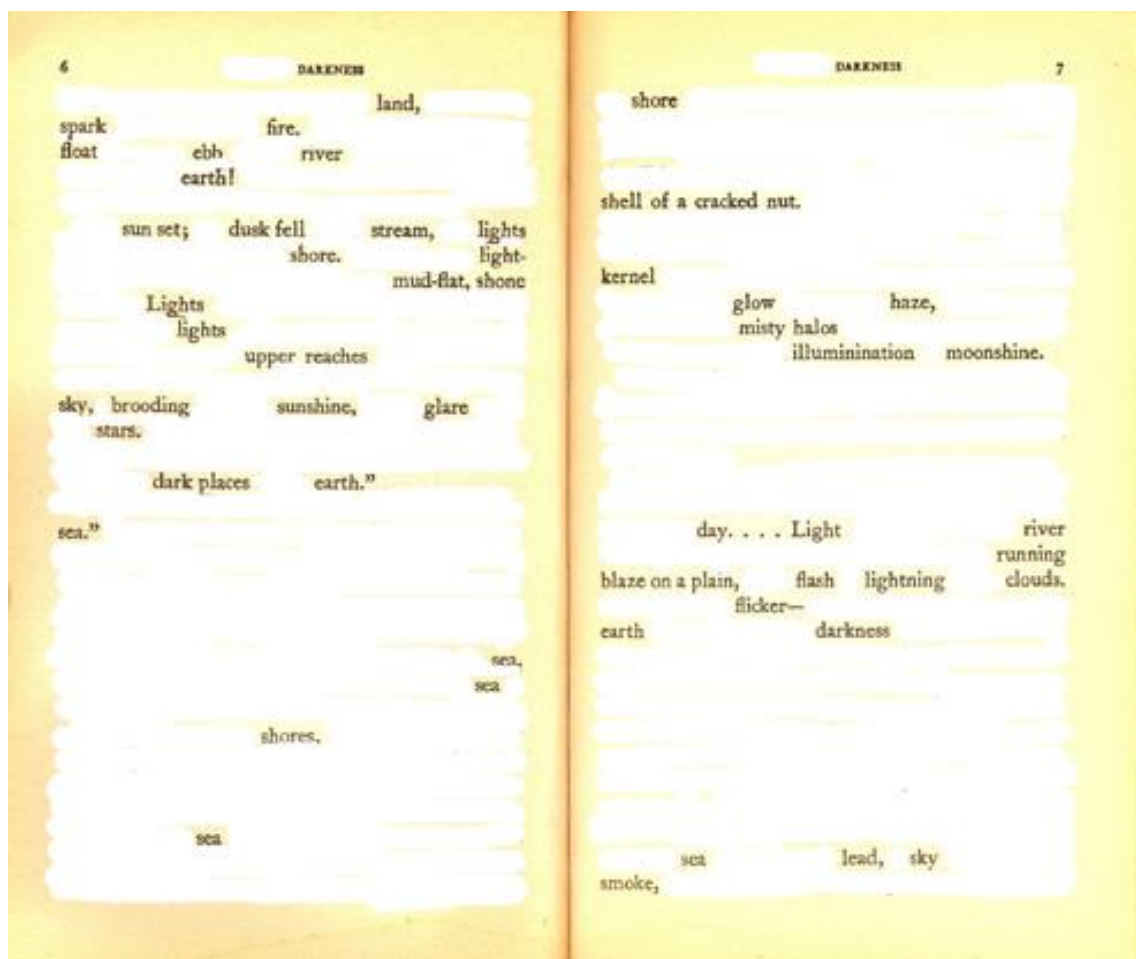 6 DARKNESS
land,
spark fire.
float ebb river
earth!
sun set; dusk fell stream, lights
shore. light-
mud-flat, shone
Lights
lights
upper reaches
sky, brooding sunshine, glare
stars.
dark places earth.”
sea.”
sea,
sea
shores.
sea
DARKNESS 7
shore
shell of a cracked nut.
kernel
glow haze,
misty halos
illuminination moonshine.
day. . . . Light river
running
blaze on a plain, flash lightning clouds.
flicker—
earth darkness
sea lead, sky
smoke,